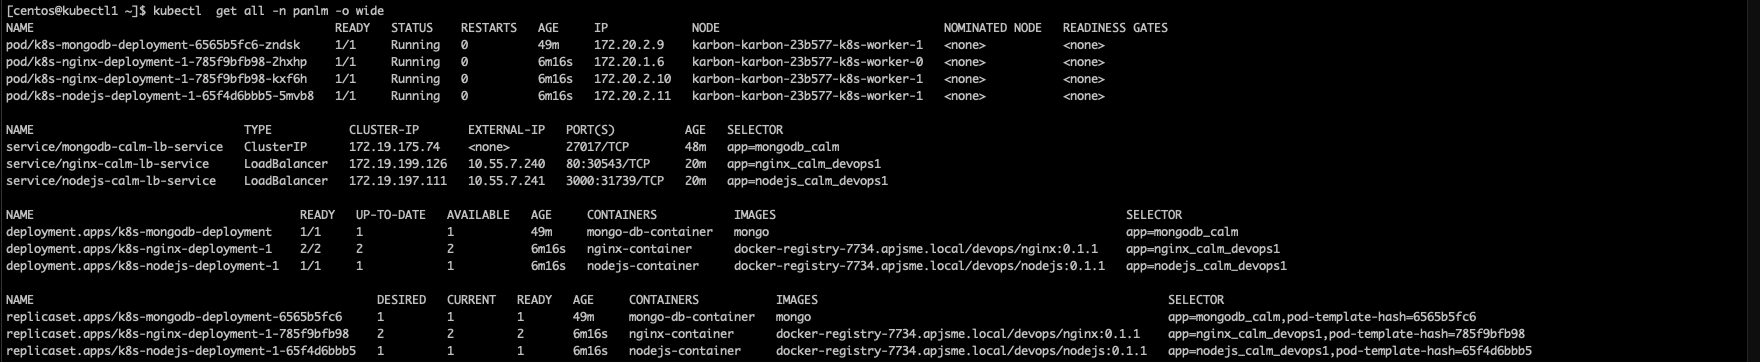 [centos@kubectl1 ~]$ kubectl  get all -n panlm -o wide
NAME                                        READY   STATUS    RESTARTS   AGE     IP            NODE                              NOMINATED NODE   READINESS GATES
pod/k8s-mongodb-deployment-6565b5fc6-zndsk    1/1     Running   0          49m     172.20.2.9    karbon-karbon-23b577-k8s-worker-1   <none>           <none>
pod/k8s-nginx-deployment-1-785f9bfb98-2hxhp   1/1     Running   0          6m16s   172.20.1.6    karbon-karbon-23b577-k8s-worker-0   <none>           <none>
pod/k8s-nginx-deployment-1-785f9bfb98-kxf6h   1/1     Running   0          6m16s   172.20.2.10   karbon-karbon-23b577-k8s-worker-1   <none>           <none>
pod/k8s-nodejs-deployment-1-65f4d6bbb5-5mvb8   1/1     Running   0          6m16s   172.20.2.11   karbon-karbon-23b577-k8s-worker-1   <none>           <none>
NAME                              TYPE           CLUSTER-IP       EXTERNAL-IP   PORT(S)          AGE   SELECTOR
service/mongodb-calm-lb-service   ClusterIP      172.19.175.74    <none>        27017/TCP        48m   app=mongodb_calm
service/nginx-calm-lb-service     LoadBalancer   172.19.199.126   10.55.7.240   80:30543/TCP     20m   app=nginx_calm_devops1
service/nodejs-calm-lb-service    LoadBalancer   172.19.197.111   10.55.7.241   3000:31739/TCP   20m   app=nodejs_calm_devops1
NAME                                      READY   UP-TO-DATE   AVAILABLE   AGE     CONTAINERS           IMAGES                                                  SELECTOR
deployment.apps/k8s-mongodb-deployment    1/1     1            1           49m     mongo-db-container   mongo                                                   app=mongodb_calm
deployment.apps/k8s-nginx-deployment-1    2/2     2            2           6m16s   nginx-container      docker-registry-7734.apjsme.local/devops/nginx:0.1.1    app=nginx_calm_devops1
deployment.apps/k8s-nodejs-deployment-1   1/1     1            1           6m16s   nodejs-container     docker-registry-7734.apjsme.local/devops/nodejs:0.1.1   app=nodejs_calm_devops1
NAME                                                 DESIRED   CURRENT   READY   AGE     CONTAINERS           IMAGES                                                  SELECTOR
replicaset.apps/k8s-mongodb-deployment-6565b5fc6     1         1         1       49m     mongo-db-container   mongo                                                   app=mongodb_calm,pod-template-hash=6565b5fc6
replicaset.apps/k8s-nginx-deployment-1-785f9bfb98    2         2         2       6m16s   nginx-container      docker-registry-7734.apjsme.local/devops/nginx:0.1.1    app=nginx_calm_devops1,pod-template-hash=785f9bfb98
replicaset.apps/k8s-nodejs-deployment-1-65f4d6bbb5   1         1         1       6m16s   nodejs-container     docker-registry-7734.apjsme.local/devops/nodejs:0.1.1   app=nodejs_calm_devops1,pod-template-hash=65f4d6bbb5